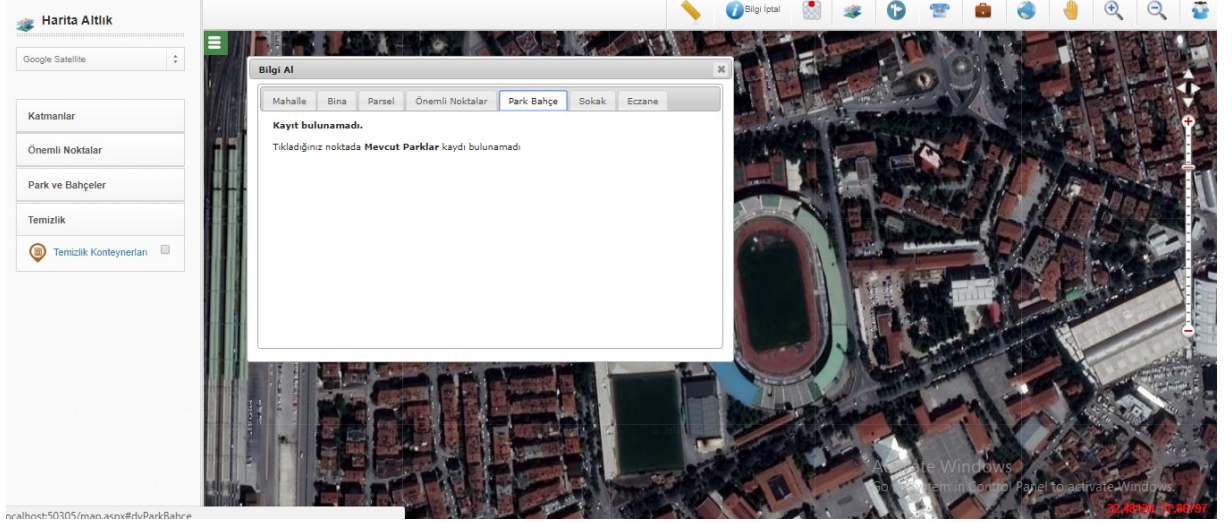 Harita Altlık
Bilgi İptal
Google Satellite
Bilgi Al
Mahalle Bina Parsel Önemli Noktalar Park Bahçe Sokak Eczane
Kayıt bulunamadı.
Tıkladığınız noktada Mevcut Parklar kaydı bulunamadı
Katmanlar
Önemli Noktalar
Park ve Bahçeler
Temizlik
Temizlik Konteynerları
Activate Windows
Go to System in Control Panel to activate Windows.
ocalhost:50305/map.aspx#dvParkBahce